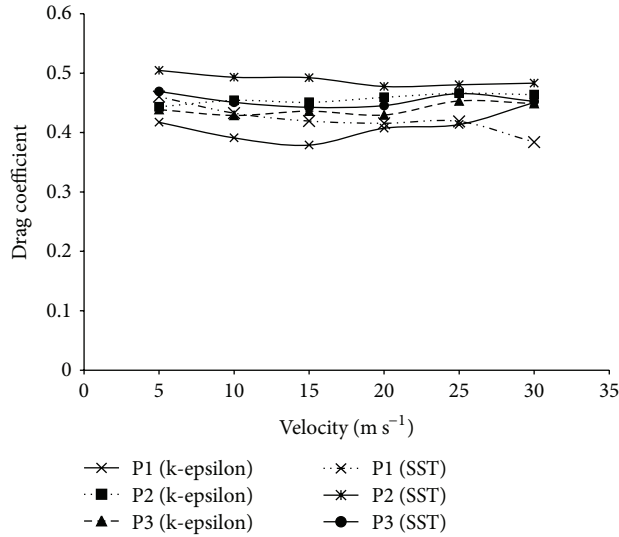 0.6
0.5
0.4
0.3
0.2
0.1
0
Drag coefficient
0 5 10 15 20 25 30 35
Velocity (m s⁻¹)
P1 (k-epsilon) P1 (SST)
P2 (k-epsilon) P2 (SST)
P3 (k-epsilon) P3 (SST)